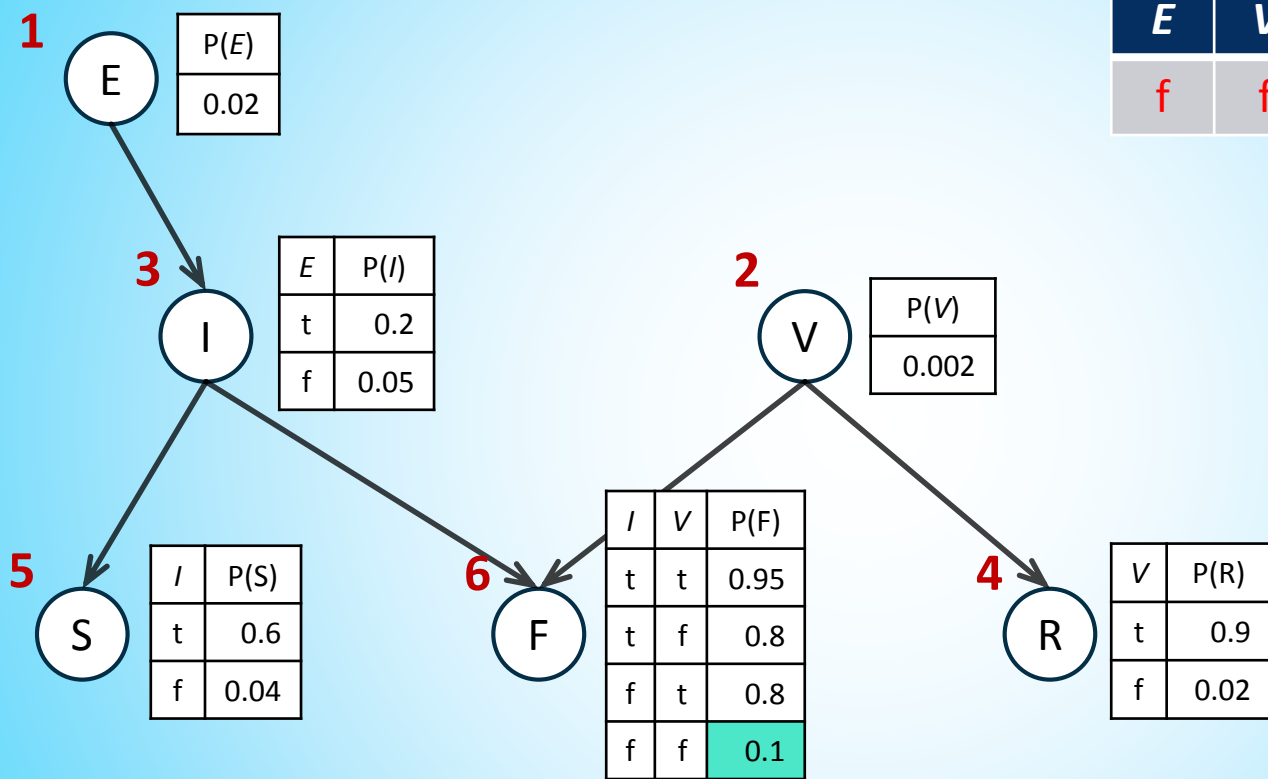 1
E
P(E)
0.02
E V
f f
3
I
E P(I)
t 0.2
f 0.05
2
V
P(V)
0.002
5
S
I P(S)
t 0.6
f 0.04
6
F
I V P(F)
t t 0.95
t f 0.8
f t 0.8
f f 0.1
4
R
V P(R)
t 0.9
f 0.02